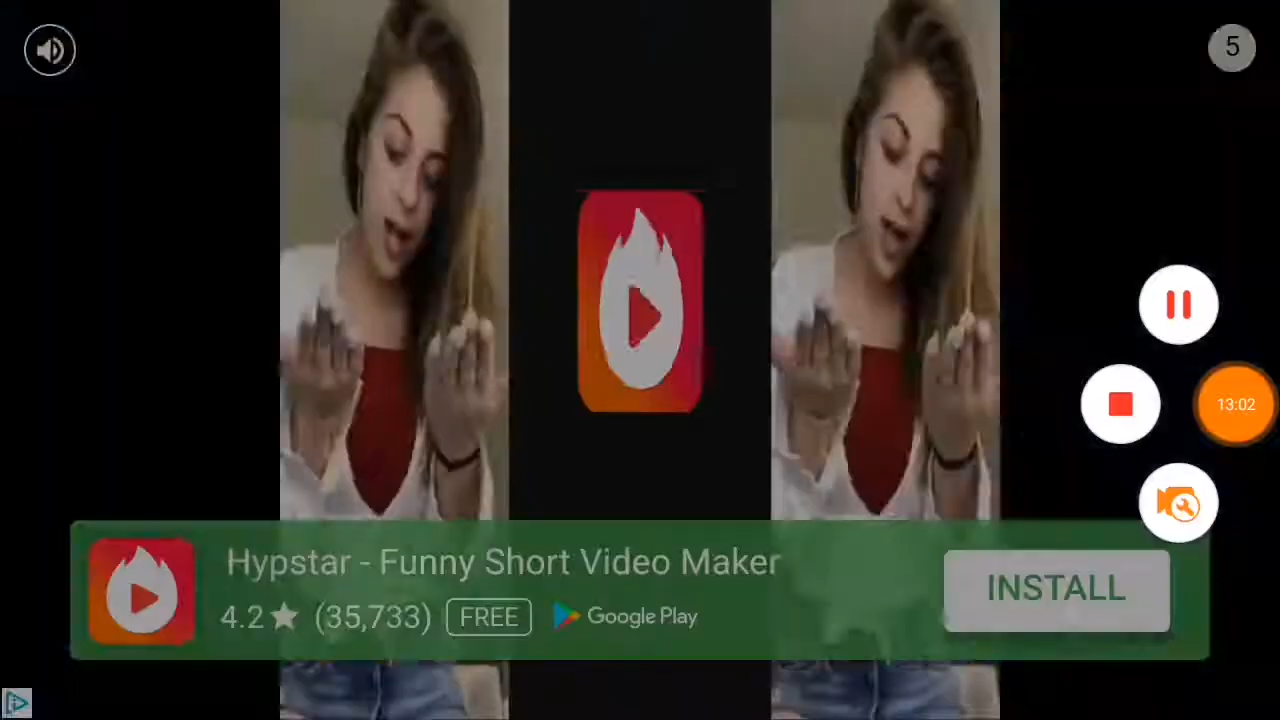 5
13:02
Hypstar - Funny Short Video Maker
4.2★ (35,733) FREE Google Play
INSTALL